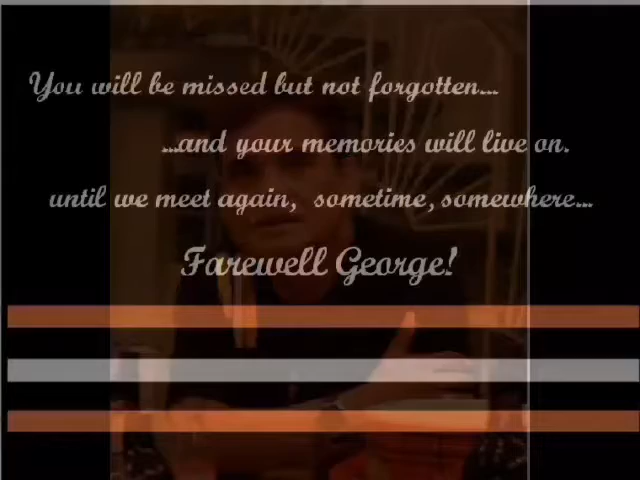 You will be missed but not forgotten...
...and your memories will live on.
until we meet again, sometime, somewhere...
Farewell George!